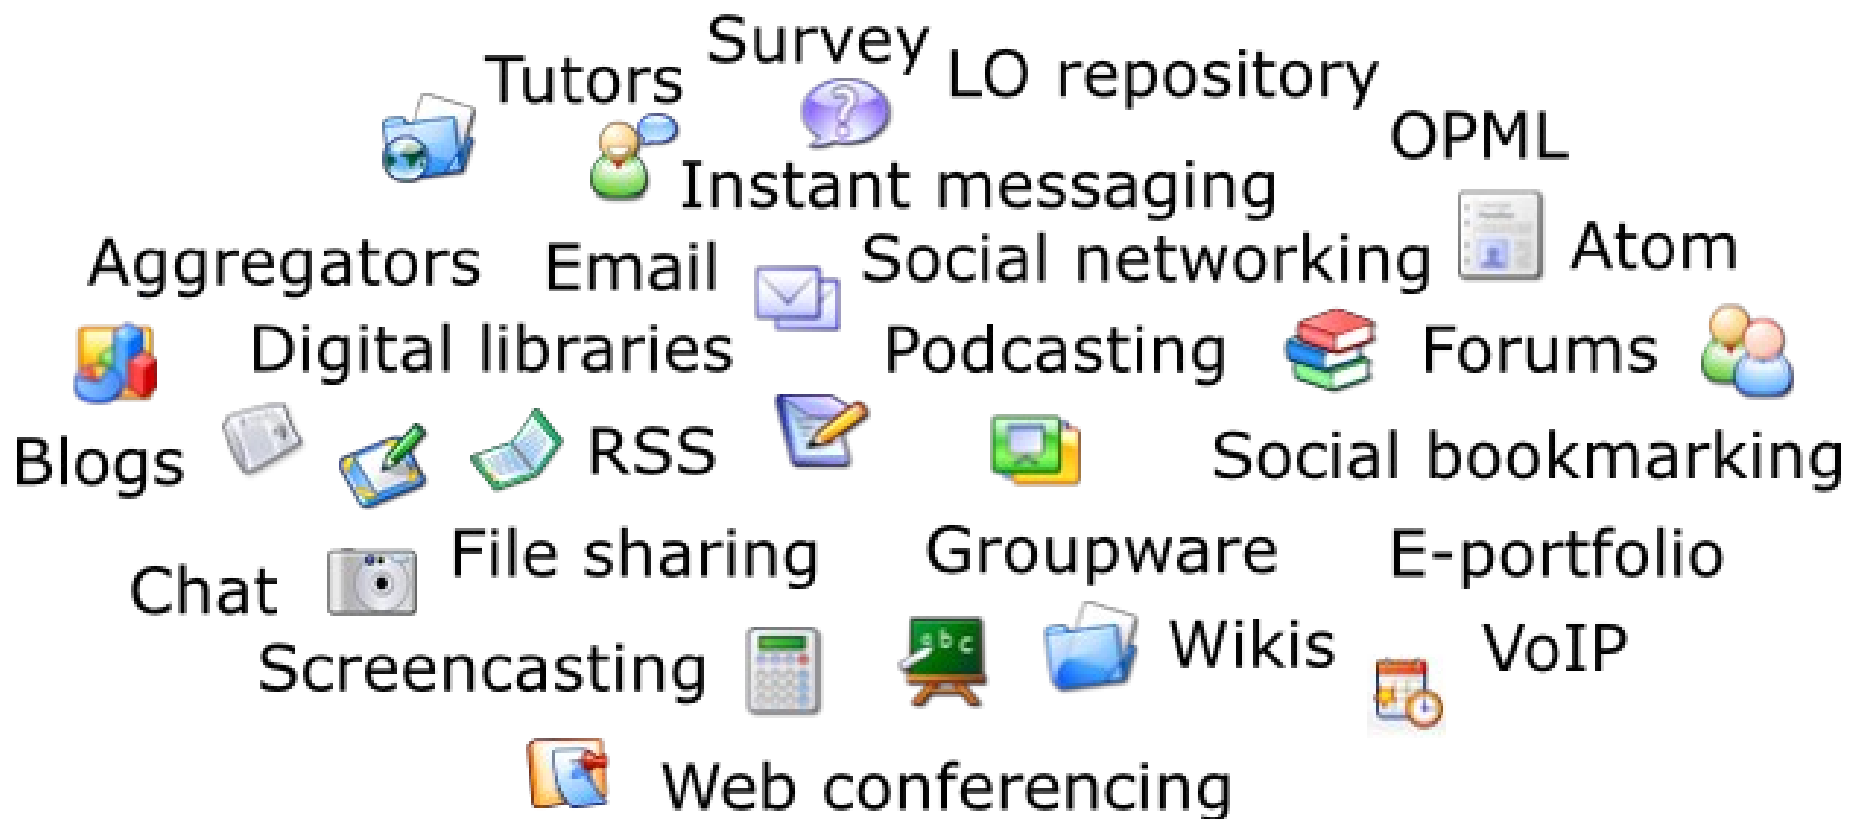 Survey
Tutors
LO repository
OPML
Instant messaging
Aggregators
Email
Social networking
Atom
Digital libraries
Podcasting
Forums
Blogs
RSS
Social bookmarking
Chat
File sharing
Groupware
E-portfolio
Screencasting
abc
Wikis
VoIP
Web conferencing